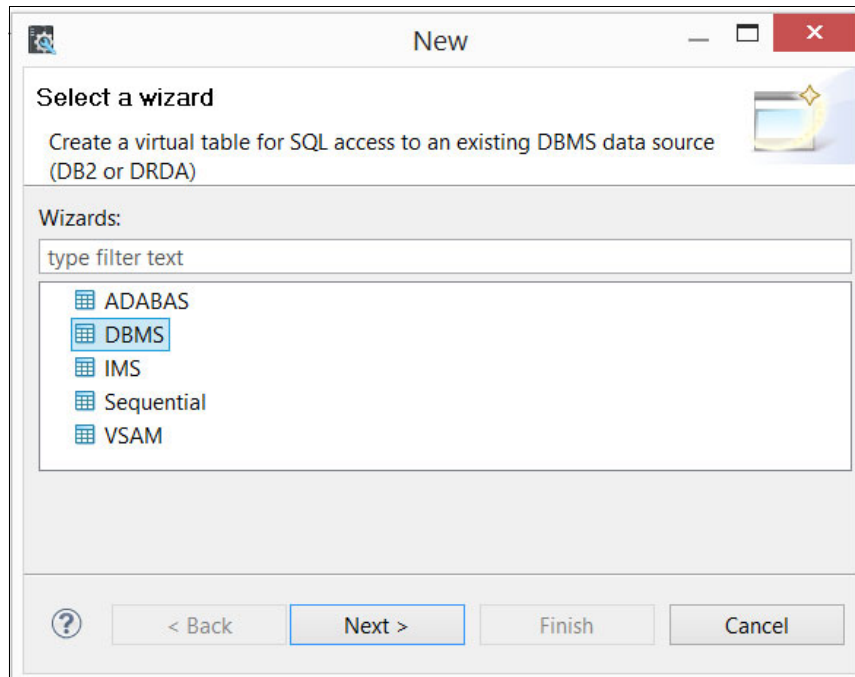 New
Select a wizard
Create a virtual table for SQL access to an existing DBMS data source
(DB2 or DRDA)
Wizards:
type filter text
ADABAS
DBMS
IMS
Sequential
VSAM
? < Back Next > Finish Cancel